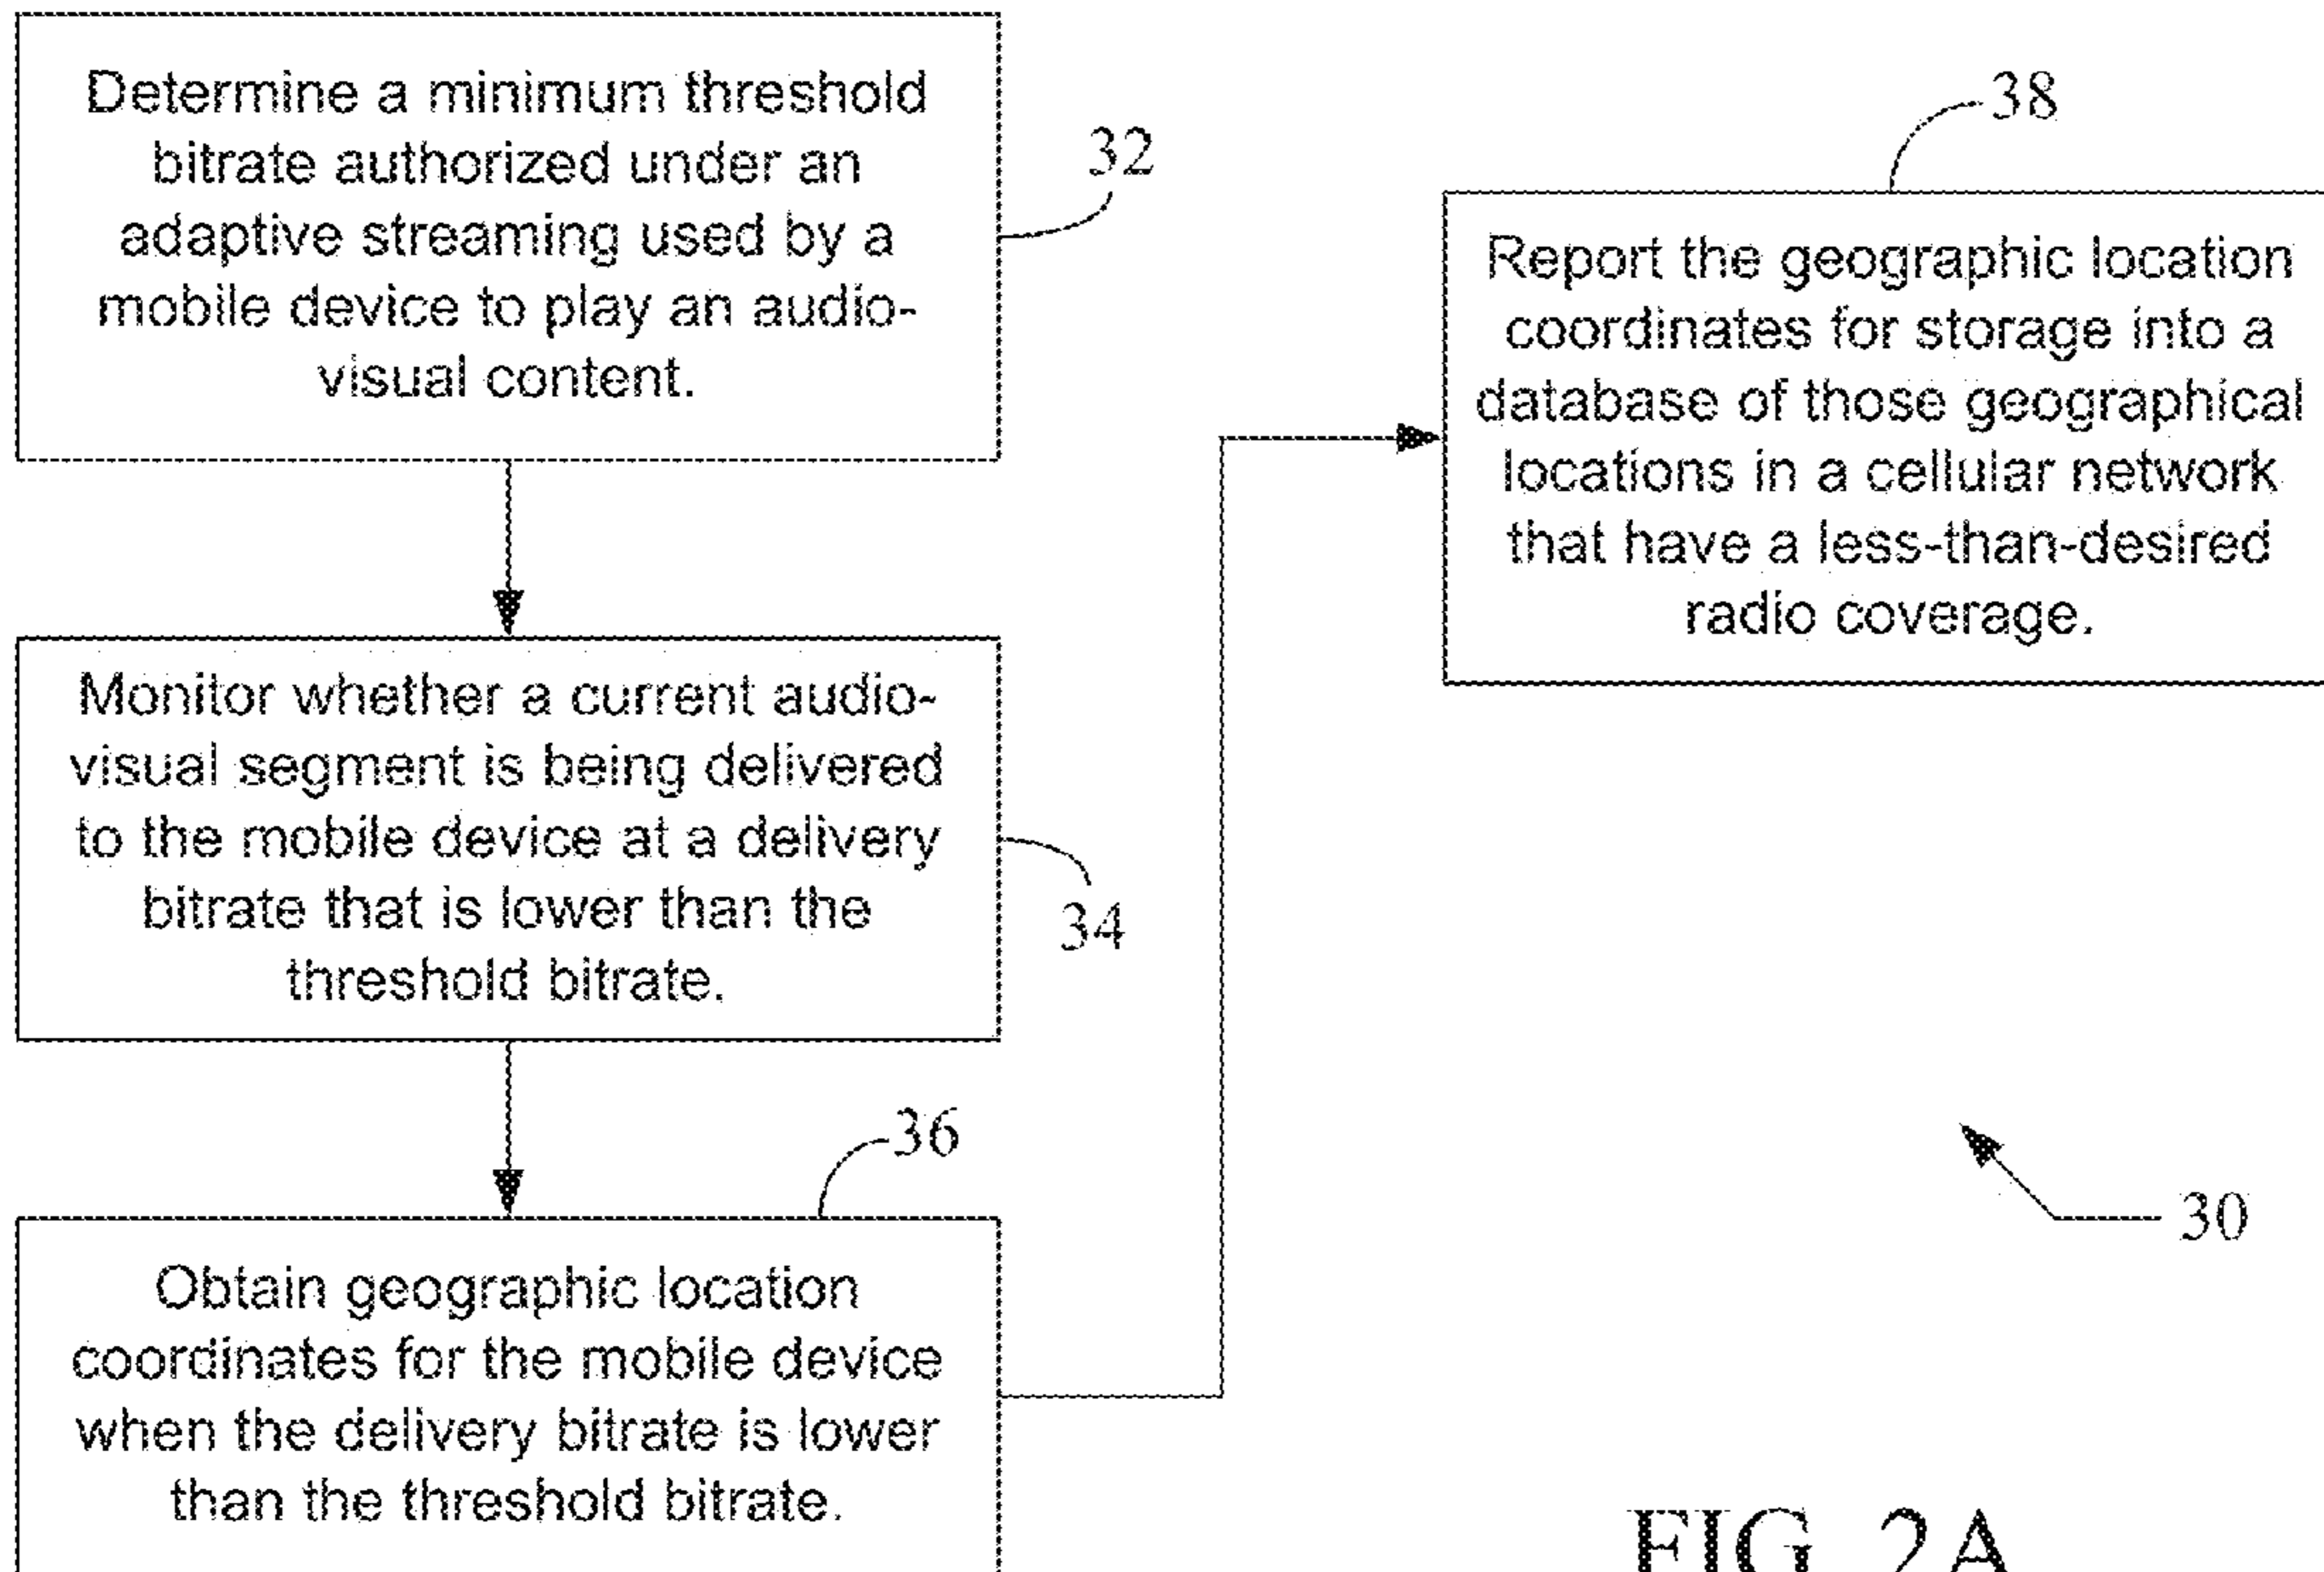 Determine a minimum threshold
bitrate authorized under an
adaptive streaming used by a
mobile device to play an audio-
visual content.
32
Monitor whether a current audio-
visual segment is being delivered
to the mobile device at a delivery
bitrate that is lower than the
threshold bitrate.
34
36
Obtain geographic location
coordinates for the mobile device
when the delivery bitrate is lower
than the threshold bitrate.
38
Report the geographic location
coordinates for storage into a
database of those geographical
locations in a cellular network
that have a less-than-desired
radio coverage.
30
FIG. 2A